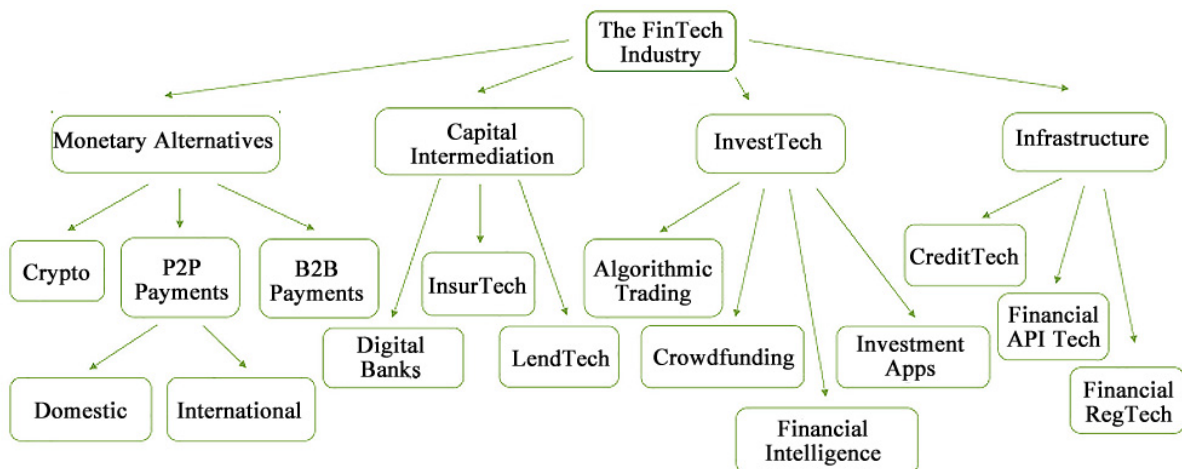 The FinTech
Industry
Monetary Alternatives
Capital
Intermediation
InvestTech
Infrastructure
Crypto
P2P
Payments
B2B
Payments
InsurTech
Digital
Banks
LendTech
Algorithmic
Trading
Crowdfunding
Financial
Intelligence
Investment
Apps
CreditTech
Financial
API Tech
Financial
RegTech
Domestic
International